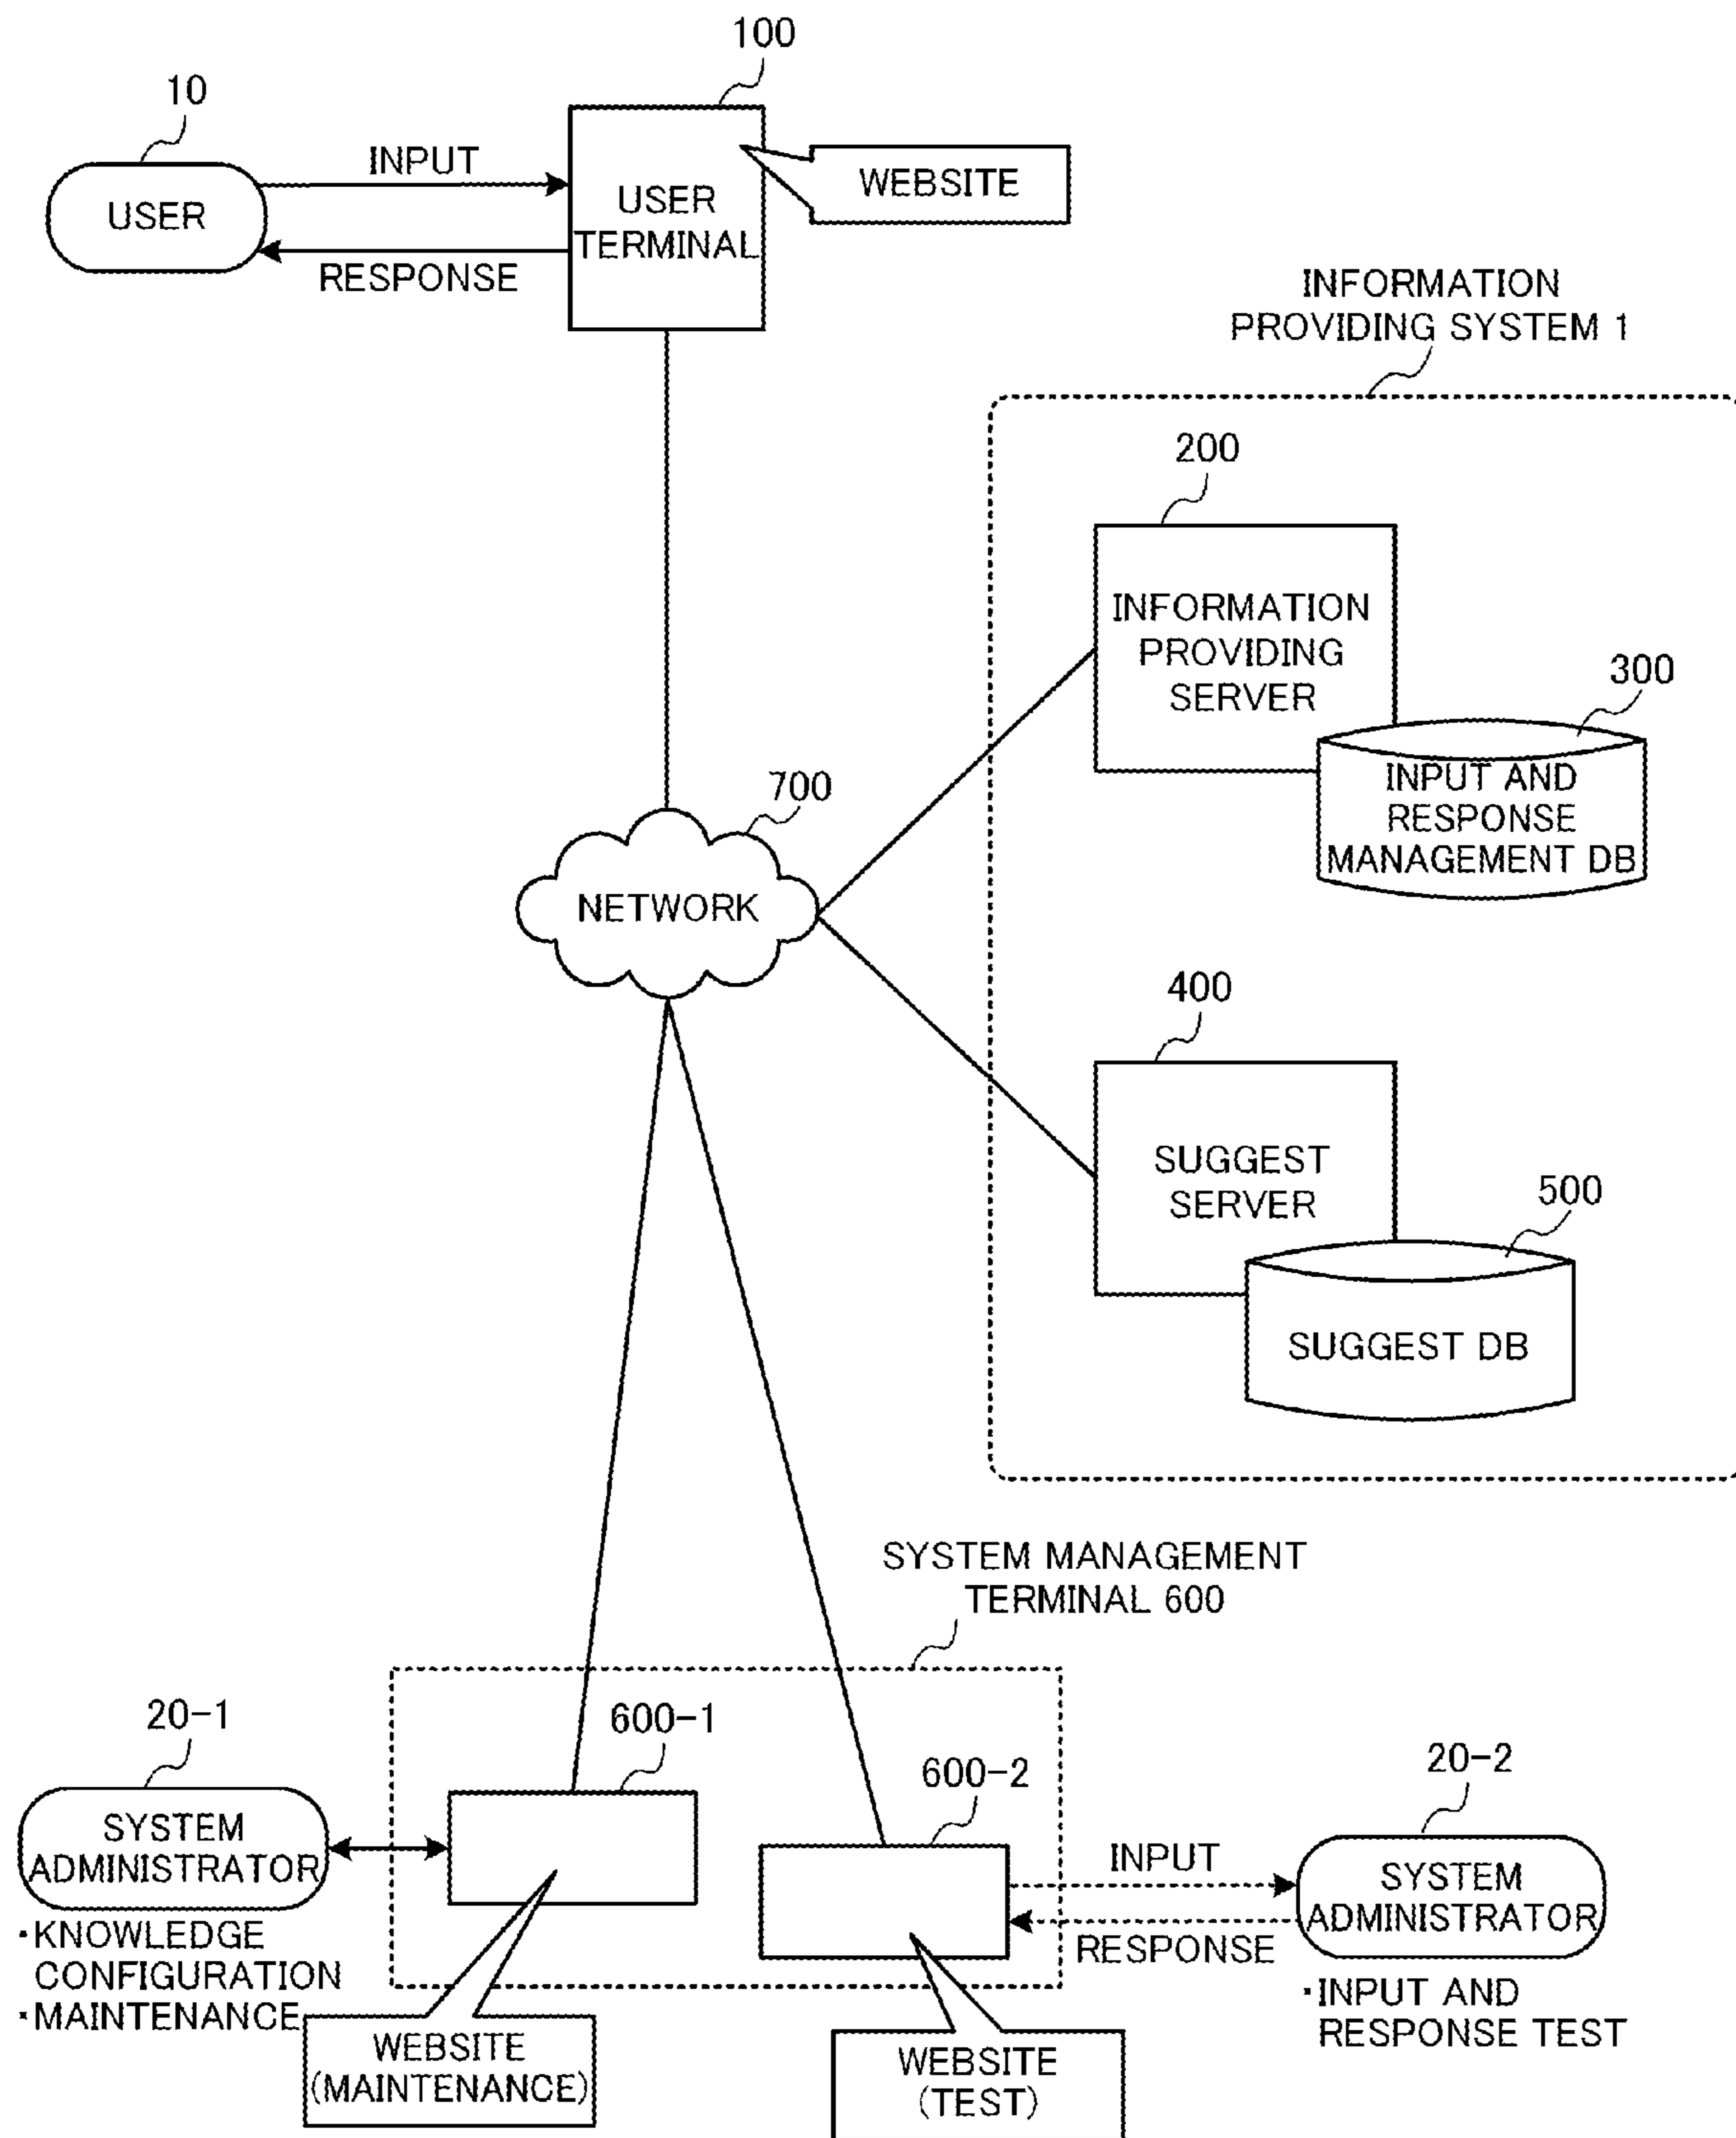 100
10
INPUT
USER
USER
TERMINAL
WEBSITE
RESPONSE
INFORMATION
PROVIDING SYSTEM 1
200
INFORMATION
PROVIDING
SERVER
300
INPUT AND
RESPONSE
MANAGEMENT DB
700
NETWORK
400
SUGGEST
SERVER
500
SUGGEST DB
SYSTEM MANAGEMENT
TERMINAL 600
20-1
600-1
SYSTEM
ADMINISTRATOR
・KNOWLEDGE
CONFIGURATION
・MAINTENANCE
WEBSITE
(MAINTENANCE)
600-2
20-2
INPUT
SYSTEM
ADMINISTRATOR
RESPONSE
・INPUT AND
RESPONSE TEST
WEBSITE
(TEST)